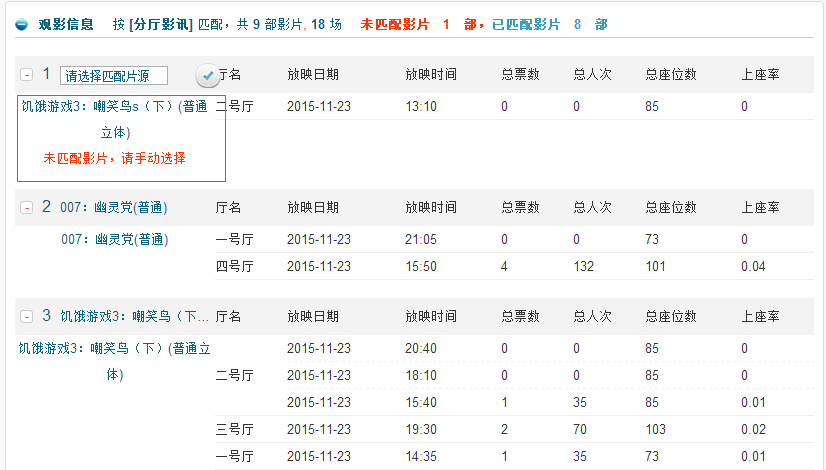 观影信息 按 [分厅影讯] 匹配，共 9 部影片, 18 场 未匹配影片 1 部，已匹配影片 8 部
- 1 请选择匹配片源 厅名 放映日期 放映时间 总票数 总人次 总座位数 上座率
饥饿游戏3：嘲笑鸟s（下）(普通立体) 二号厅 2015-11-23 13:10 0 0 85 0
未匹配影片，请手动选择
- 2 007：幽灵党(普通) 厅名 放映日期 放映时间 总票数 总人次 总座位数 上座率
007：幽灵党(普通) 一号厅 2015-11-23 21:05 0 0 73 0
四号厅 2015-11-23 15:50 4 132 101 0.04
- 3 饥饿游戏3：嘲笑鸟（下... 厅名 放映日期 放映时间 总票数 总人次 总座位数 上座率
饥饿游戏3：嘲笑鸟（下）(普通立体) 2015-11-23 20:40 0 0 85 0
二号厅 2015-11-23 18:10 0 0 85 0
2015-11-23 15:40 1 35 85 0.01
三号厅 2015-11-23 19:30 2 70 103 0.02
一号厅 2015-11-23 14:35 1 35 73 0.01